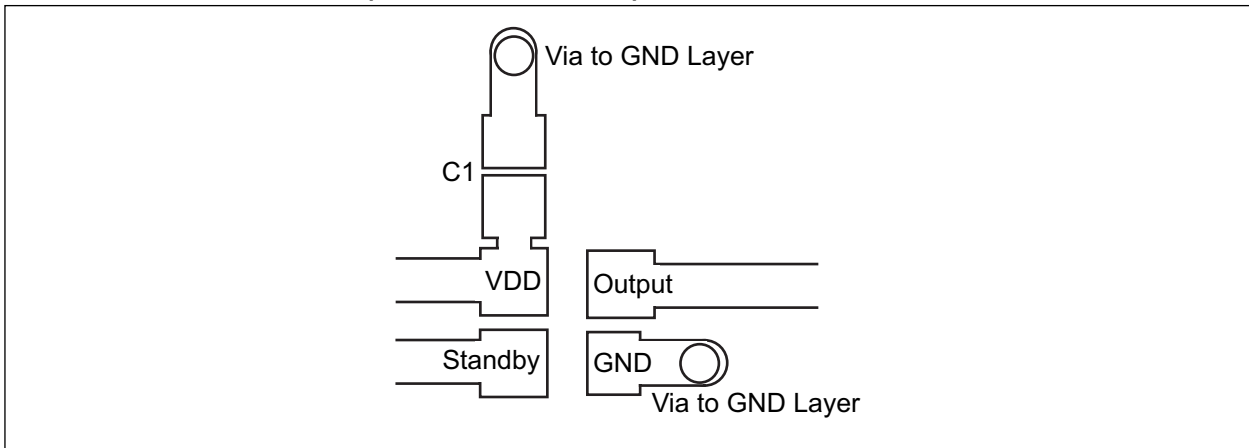 Via to GND Layer
C1
VDD
Output
Standby
GND
Via to GND Layer